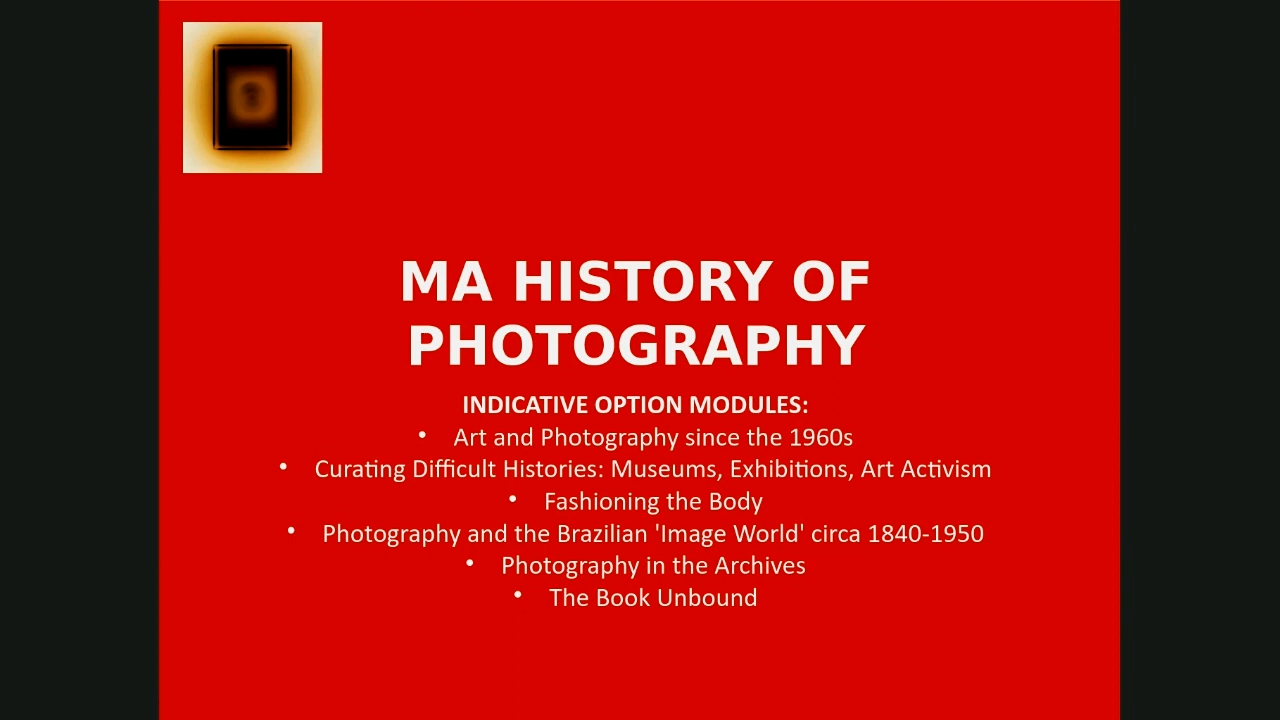 MA HISTORY OF
PHOTOGRAPHY
INDICATIVE OPTION MODULES:
• Art and Photography since the 1960s
• Curating Difficult Histories: Museums, Exhibitions, Art Activism
• Fashioning the Body
• Photography and the Brazilian 'Image World' circa 1840-1950
• Photography in the Archives
• The Book Unbound